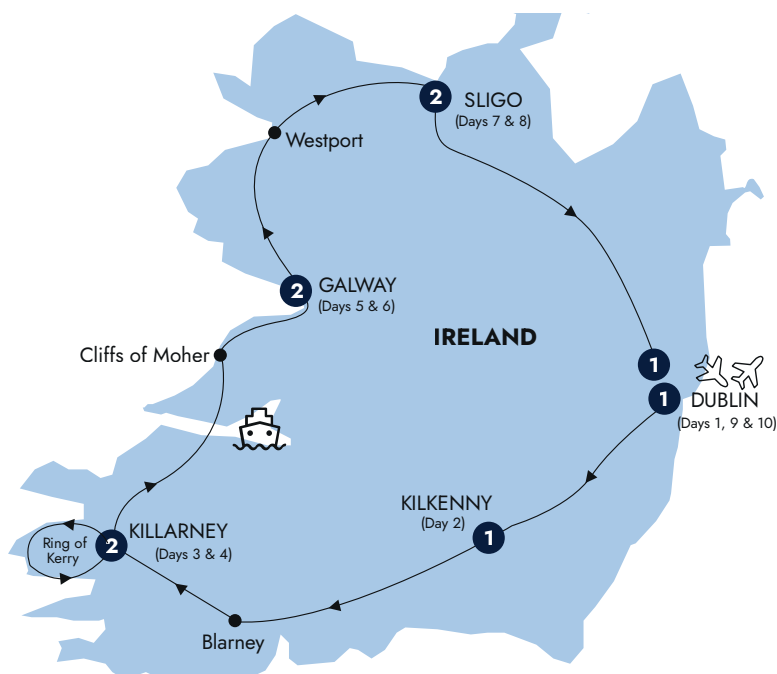 2
SLIGO
(Days 7 & 8)
Westport
2
GALWAY
(Days 5 & 6)
IRELAND
Cliffs of Moher
1
1
DUBLIN
(Days 1, 9 & 10)
KILKENNY
(Day 2)
1
KILLARNEY
2
(Days 3 & 4)
Ring of
Kerry
Blarney